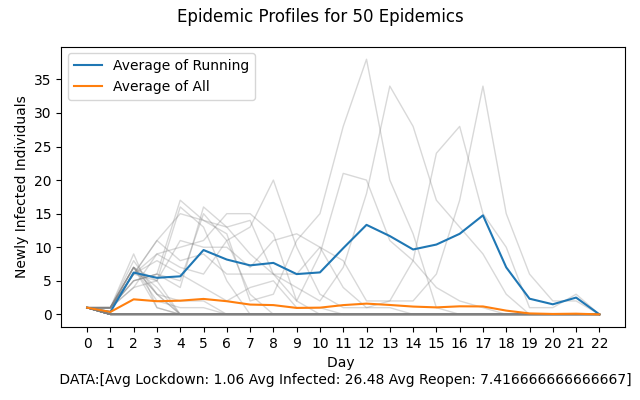 Epidemic Profiles for 50 Epidemics
Average of Running
Average of All
Newly Infected Individuals
35
30
25
20
15
10
5
0
0 1 2 3 4 5 6 7 8 9 10 11 12 13 14 15 16 17 18 19 20 21 22
Day
DATA:[Avg Lockdown: 1.06 Avg Infected: 26.48 Avg Reopen: 7.416666666666667]